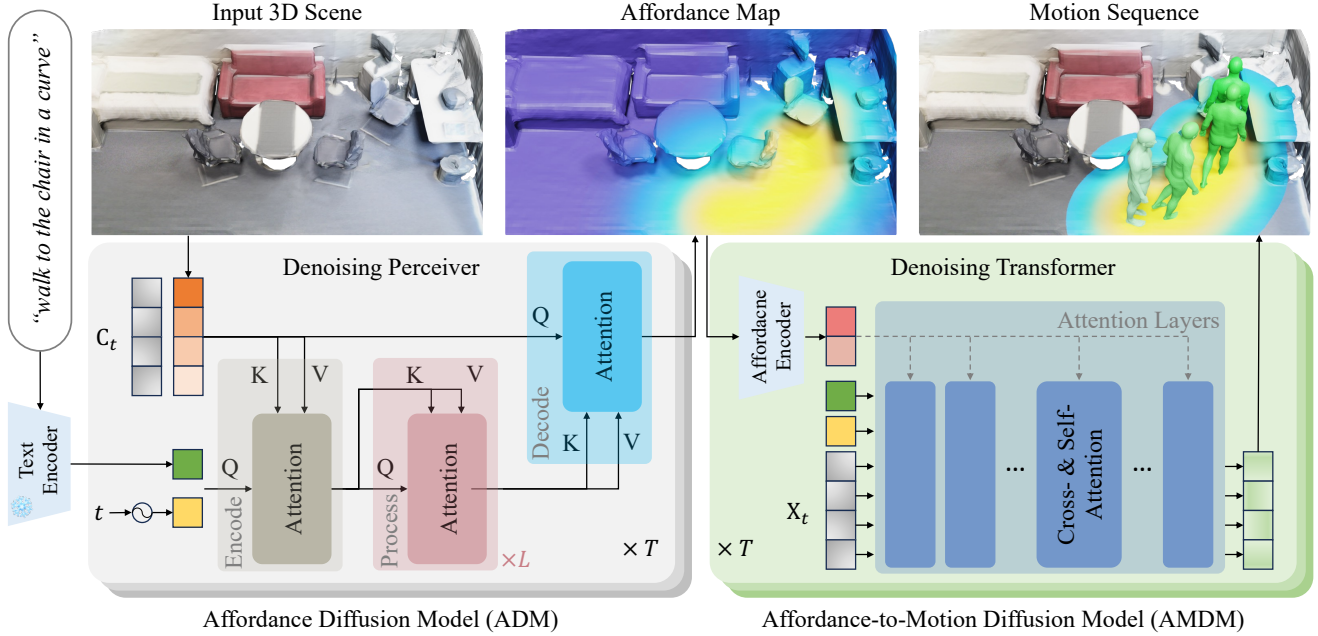 Input 3D Scene
Affordance Map
Motion Sequence
“walk to the chair in a curve”
Denoising Perceiver
Denoising Transformer
C_t
K
V
K
V
Q
Attention
Decode
K
V
Text
Encoder
t
Q
Encode
Attention
Q
Process
Attention
×L
×T
×T
Affordacne
Encoder
Attention Layers
X_t
...
Cross- & Self-
Attention
...
Affordance Diffusion Model (ADM)
Affordance-to-Motion Diffusion Model (AMDM)